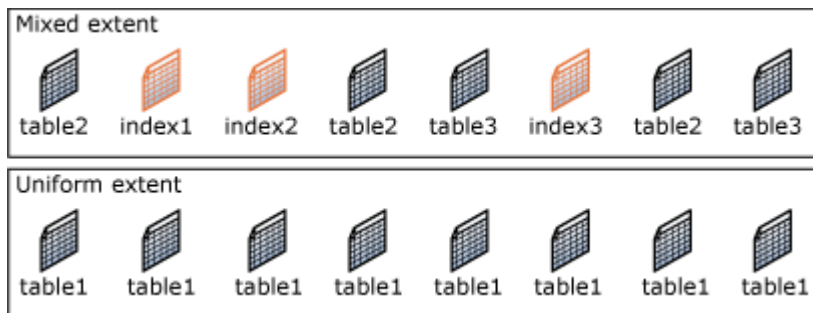 Mixed extent
table2 index1 index2 table2 table3 index3 table2 table3
Uniform extent
table1 table1 table1 table1 table1 table1 table1 table1